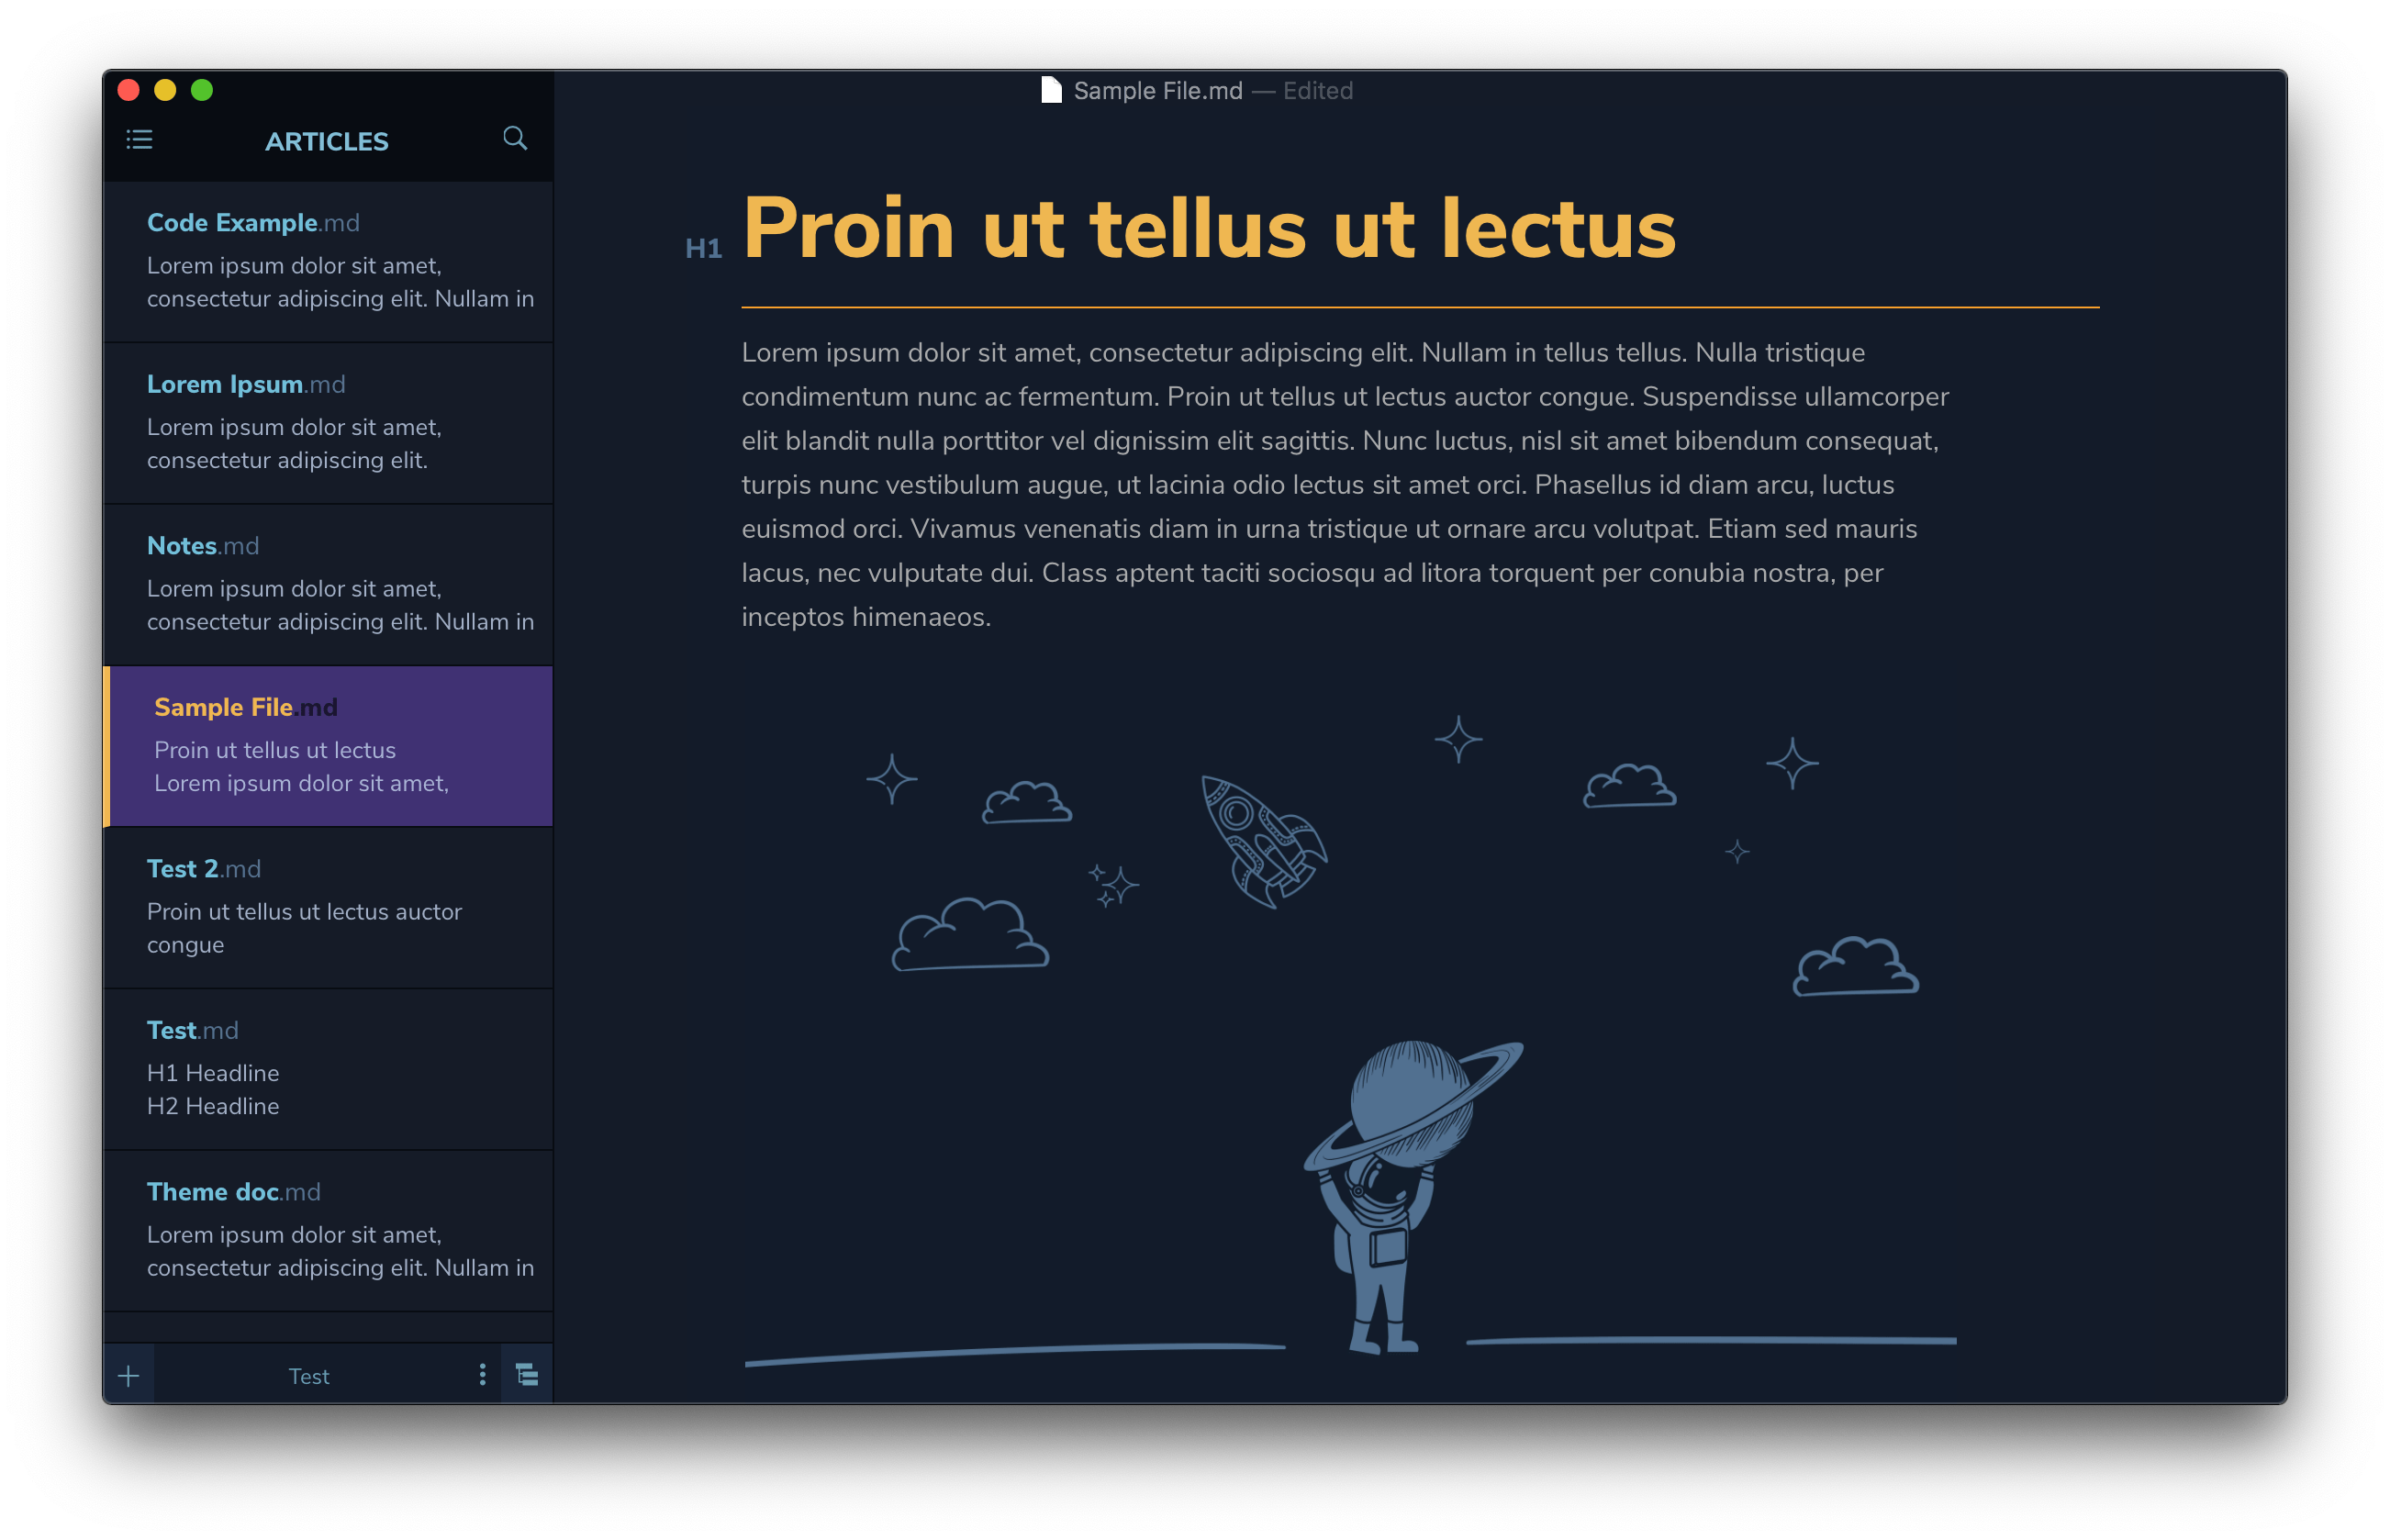 Sample File.md — Edited
ARTICLES
Code Example.md
Lorem ipsum dolor sit amet,
consectetur adipiscing elit. Nullam in
Lorem Ipsum.md
Lorem ipsum dolor sit amet,
consectetur adipiscing elit.
Notes.md
Lorem ipsum dolor sit amet,
consectetur adipiscing elit. Nullam in
Sample File.md
Proin ut tellus ut lectus
Lorem ipsum dolor sit amet,
Test 2.md
Proin ut tellus ut lectus auctor
congue
Test.md
H1 Headline
H2 Headline
Theme doc.md
Lorem ipsum dolor sit amet,
consectetur adipiscing elit. Nullam in
Test
H1 Proin ut tellus ut lectus
Lorem ipsum dolor sit amet, consectetur adipiscing elit. Nullam in tellus tellus. Nulla tristique
condimentum nunc ac fermentum. Proin ut tellus ut lectus auctor congue. Suspendisse ullamcorper
elit blandit nulla porttitor vel dignissim elit sagittis. Nunc luctus, nisl sit amet bibendum consequat,
turpis nunc vestibulum augue, ut lacinia odio lectus sit amet orci. Phasellus id diam arcu, luctus
euismod orci. Vivamus venenatis diam in urna tristique ut ornare arcu volutpat. Etiam sed mauris
lacus, nec vulputate dui. Class aptent taciti sociosqu ad litora torquent per conubia nostra, per
inceptos himenaeos.